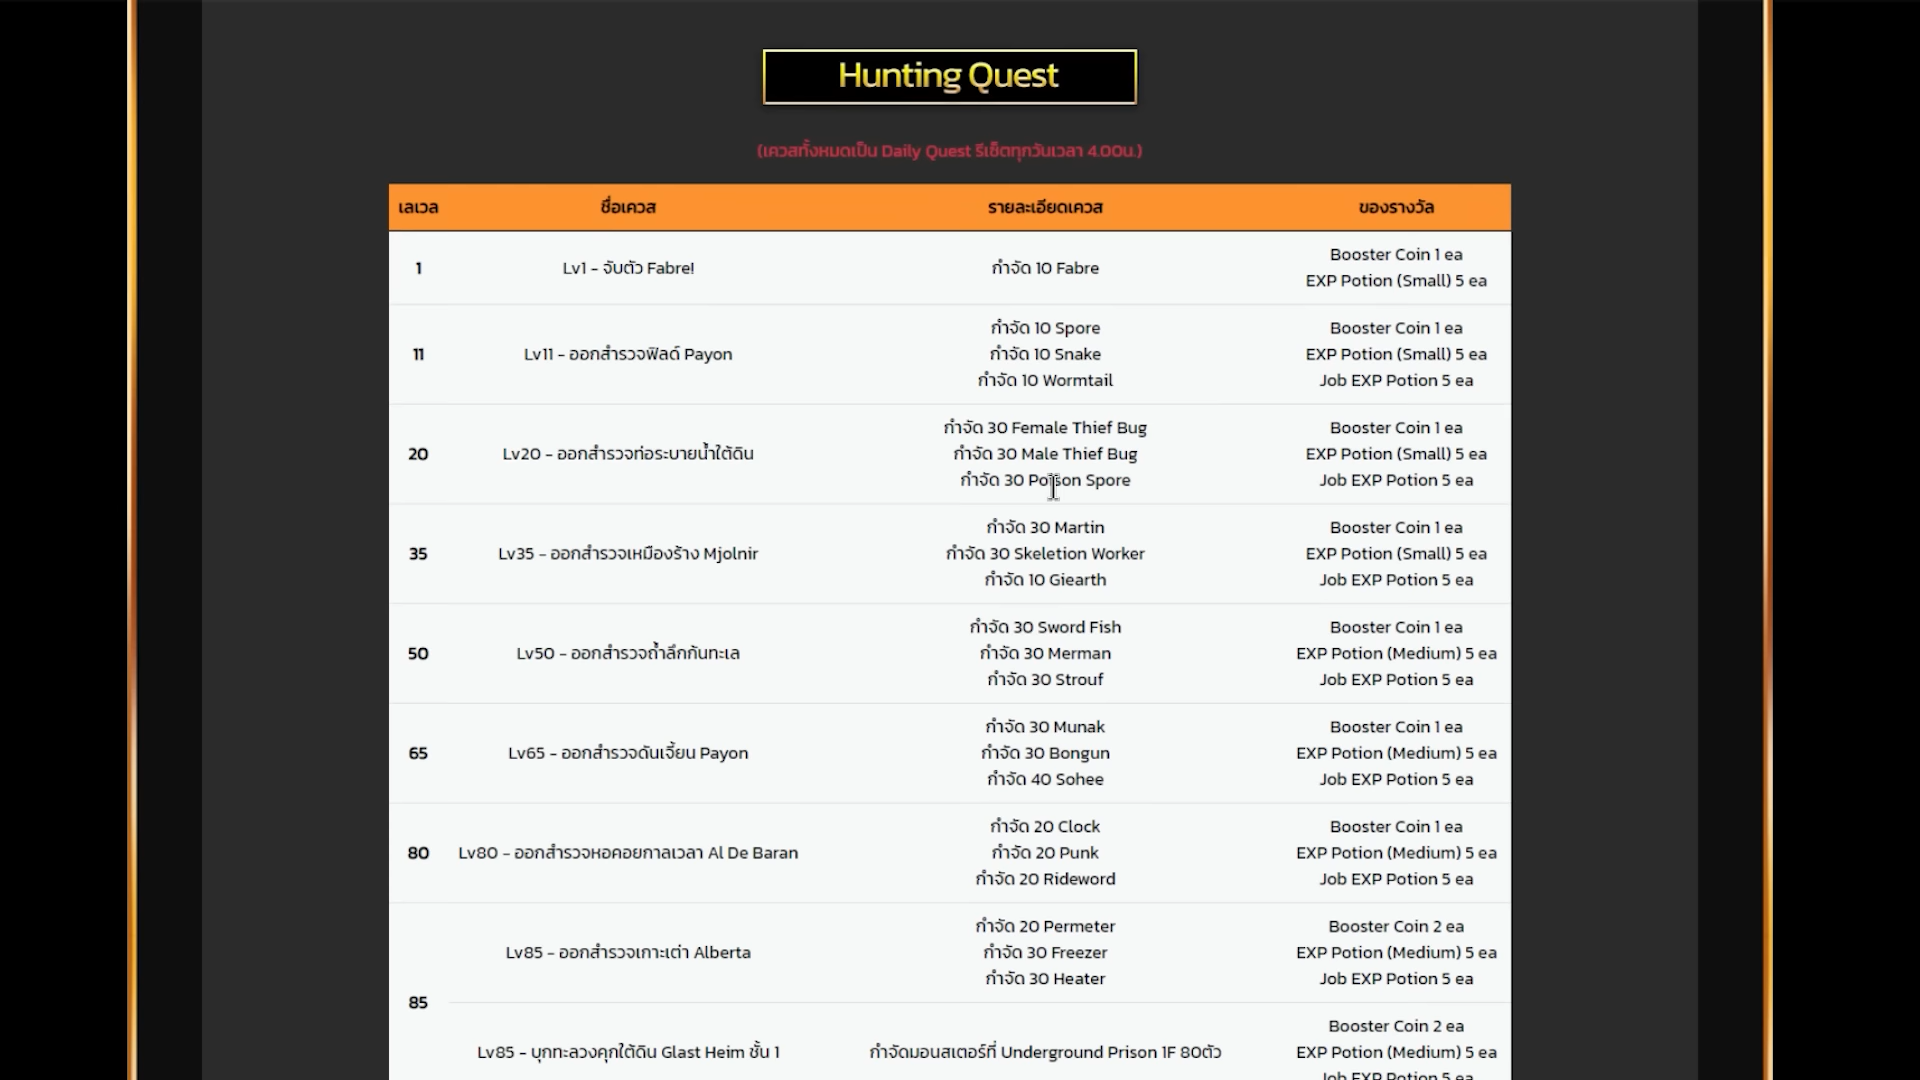 Hunting Quest
(เควสทั้งหมดเป็น Daily Quest รีเซ็ตทุกวันเวลา 4.00น.)
เลเวล ชื่อเควส รายละเอียดเควส ของรางวัล
1 Lv1 - จับตัว Fabre! กำจัด 10 Fabre
Booster Coin 1 ea
EXP Potion (Small) 5 ea
11 Lv11 - ออกสำรวจฟิลด์ Payon
กำจัด 10 Spore
กำจัด 10 Snake
กำจัด 10 Wormtail
Booster Coin 1 ea
EXP Potion (Small) 5 ea
Job EXP Potion 5 ea
20 Lv20 - ออกสำรวจท่อระบายน้ำใต้ดิน
กำจัด 30 Female Thief Bug
กำจัด 30 Male Thief Bug
กำจัด 30 Poison Spore
Booster Coin 1 ea
EXP Potion (Small) 5 ea
Job EXP Potion 5 ea
35 Lv35 - ออกสำรวจเหมืองร้าง Mjolnir
กำจัด 30 Martin
กำจัด 30 Skeletion Worker
กำจัด 10 Giearth
Booster Coin 1 ea
EXP Potion (Small) 5 ea
Job EXP Potion 5 ea
50 Lv50 - ออกสำรวจถ้ำลึกก้นทะเล
กำจัด 30 Sword Fish
กำจัด 30 Merman
กำจัด 30 Strouf
Booster Coin 1 ea
EXP Potion (Medium) 5 ea
Job EXP Potion 5 ea
65 Lv65 - ออกสำรวจดันเจี้ยน Payon
กำจัด 30 Munak
กำจัด 30 Bongun
กำจัด 40 Sohee
Booster Coin 1 ea
EXP Potion (Medium) 5 ea
Job EXP Potion 5 ea
80 Lv80 - ออกสำรวจหอคอยกาลเวลา Al De Baran
กำจัด 20 Clock
กำจัด 20 Punk
กำจัด 20 Rideword
Booster Coin 1 ea
EXP Potion (Medium) 5 ea
Job EXP Potion 5 ea
85 Lv85 - ออกสำรวจเกาะเต่า Alberta
กำจัด 20 Permeter
กำจัด 30 Freezer
กำจัด 30 Heater
Booster Coin 2 ea
EXP Potion (Medium) 5 ea
Job EXP Potion 5 ea
Lv85 - บุกทะลวงคุกใต้ดิน Glast Heim ชั้น 1 กำจัดมอนสเตอร์ที่ Underground Prison 1F 80ตัว
Booster Coin 2 ea
EXP Potion (Medium) 5 ea
Job EXP Potion 5 ea